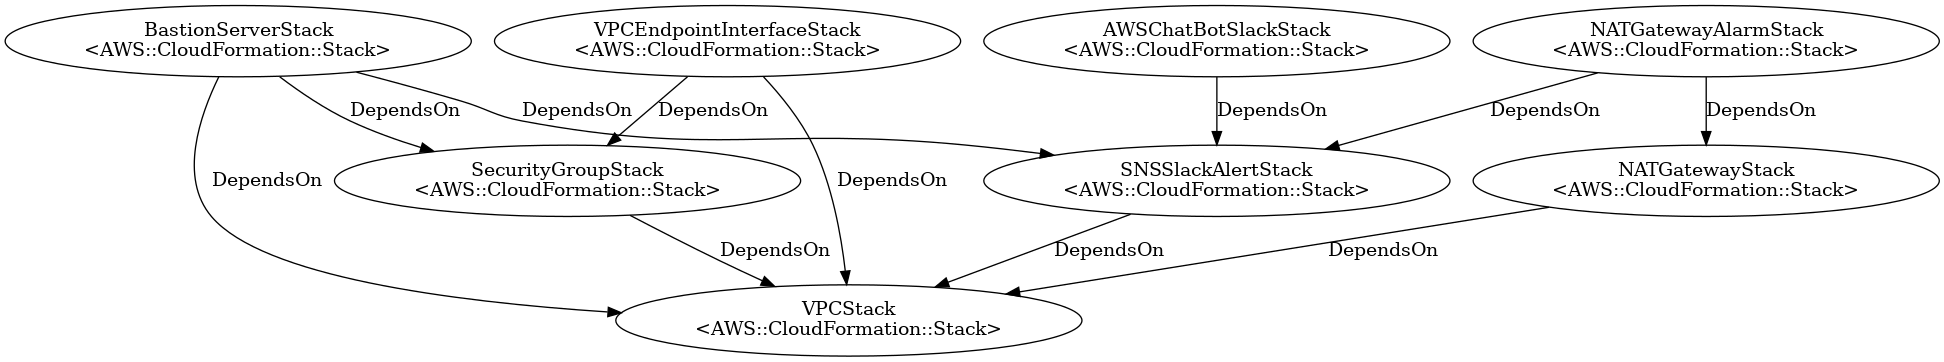 BastionServerStack
<AWS::CloudFormation::Stack>
VPCEndpointInterfaceStack
<AWS::CloudFormation::Stack>
AWSChatBotSlackStack
<AWS::CloudFormation::Stack>
NATGatewayAlarmStack
<AWS::CloudFormation::Stack>
DependsOn
DependsOn
DependsOn
DependsOn
DependsOn
DependsOn
SecurityGroupStack
<AWS::CloudFormation::Stack>
SNSSlackAlertStack
<AWS::CloudFormation::Stack>
NATGatewayStack
<AWS::CloudFormation::Stack>
DependsOn
DependsOn
DependsOn
DependsOn
DependsOn
VPCStack
<AWS::CloudFormation::Stack>